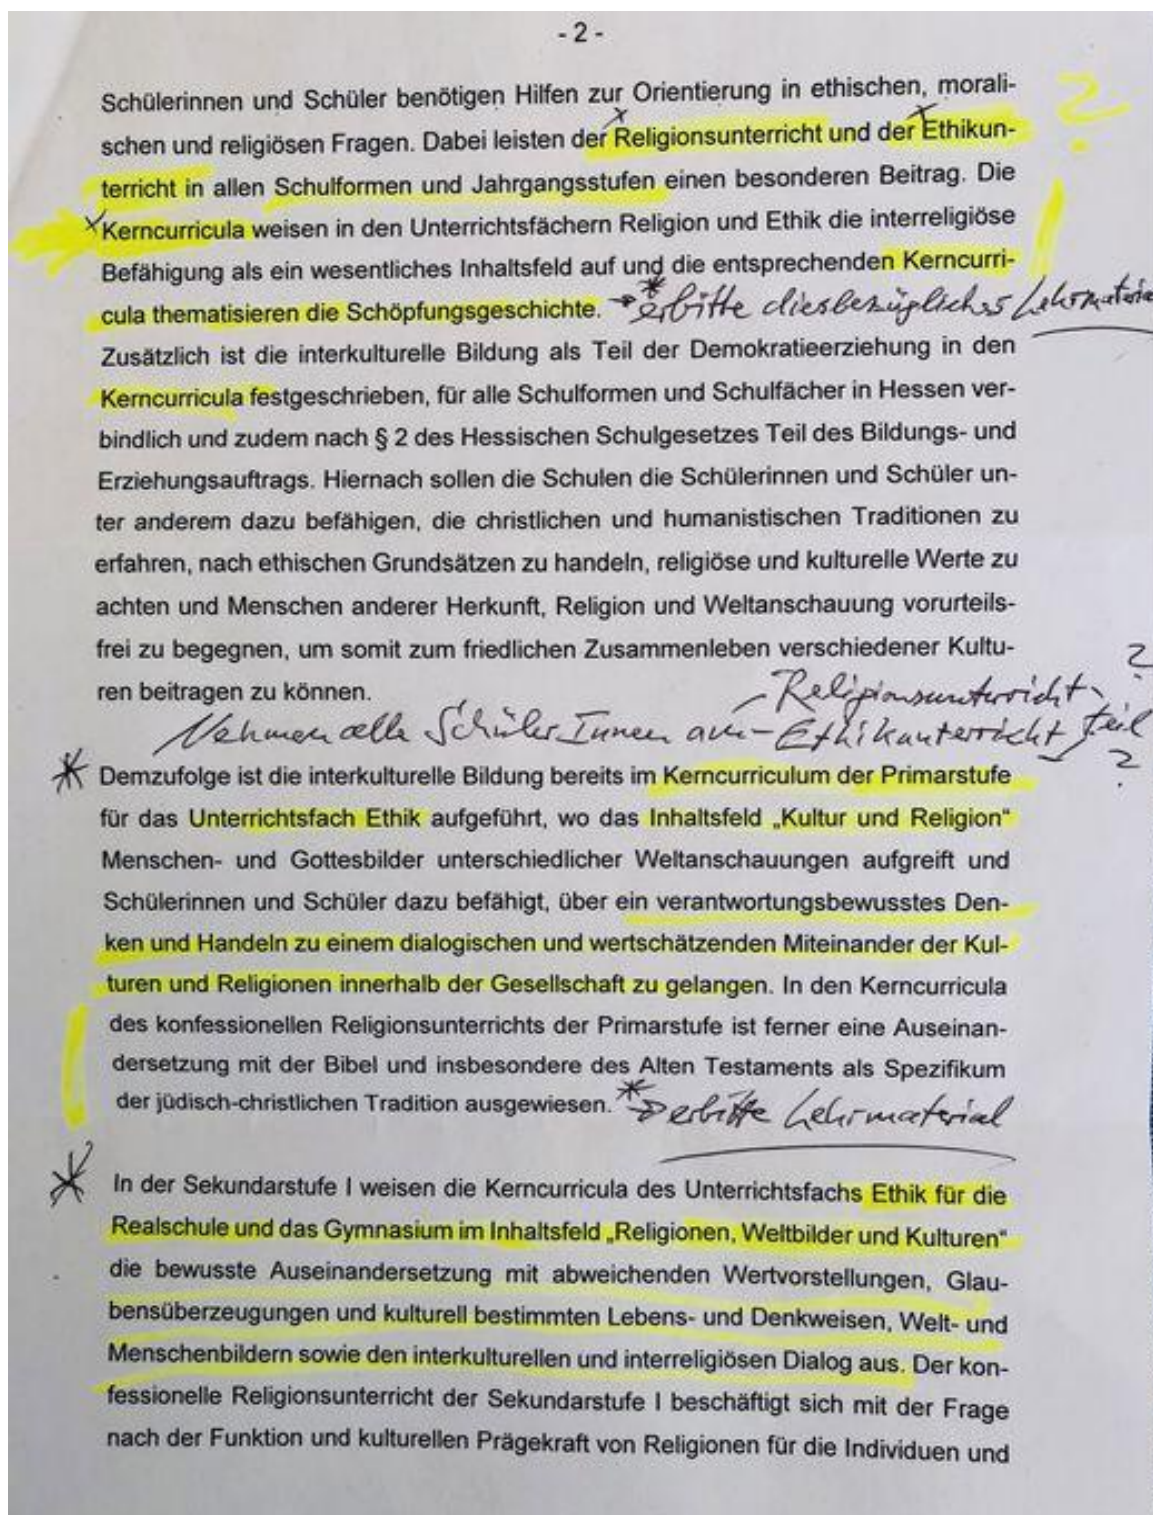 - 2 -
Schülerinnen und Schüler benötigen Hilfen zur Orientierung in ethischen, morali-
schen und religiösen Fragen. Dabei leisten der Religionsunterricht und der Ethikun-
terricht in allen Schulformen und Jahrgangsstufen einen besonderen Beitrag. Die
Kerncurricula weisen in den Unterrichtsfächern Religion und Ethik die interreligiöse
Befähigung als ein wesentliches Inhaltsfeld auf und die entsprechenden Kerncurri-
cula thematisieren die Schöpfungsgeschichte. → * erbitte diesbezügliches Lehrmateria
Zusätzlich ist die interkulturelle Bildung als Teil der Demokratieerziehung in den
Kerncurricula festgeschrieben, für alle Schulformen und Schulfächer in Hessen ver-
bindlich und zudem nach § 2 des Hessischen Schulgesetzes Teil des Bildungs- und
Erziehungsauftrags. Hiernach sollen die Schulen die Schülerinnen und Schüler un-
ter anderem dazu befähigen, die christlichen und humanistischen Traditionen zu
erfahren, nach ethischen Grundsätzen zu handeln, religiöse und kulturelle Werte zu
achten und Menschen anderer Herkunft, Religion und Weltanschauung vorurteils-
frei zu begegnen, um somit zum friedlichen Zusammenleben verschiedener Kultu-
ren beitragen zu können.
- Religionsunterricht ?
Nehmen alle SchülerInnen am - Ethikunterricht teil ?
* Demzufolge ist die interkulturelle Bildung bereits im Kerncurriculum der Primarstufe
für das Unterrichtsfach Ethik aufgeführt, wo das Inhaltsfeld „Kultur und Religion“
Menschen- und Gottesbilder unterschiedlicher Weltanschauungen aufgreift und
Schülerinnen und Schüler dazu befähigt, über ein verantwortungsbewusstes Den-
ken und Handeln zu einem dialogischen und wertschätzenden Miteinander der Kul-
turen und Religionen innerhalb der Gesellschaft zu gelangen. In den Kerncurricula
des konfessionellen Religionsunterrichts der Primarstufe ist ferner eine Auseinan-
dersetzung mit der Bibel und insbesondere des Alten Testaments als Spezifikum
der jüdisch-christlichen Tradition ausgewiesen. * → erbitte Lehrmaterial
* In der Sekundarstufe I weisen die Kerncurricula des Unterrichtsfachs Ethik für die
Realschule und das Gymnasium im Inhaltsfeld „Religionen, Weltbilder und Kulturen“
die bewusste Auseinandersetzung mit abweichenden Wertvorstellungen, Glau-
bensüberzeugungen und kulturell bestimmten Lebens- und Denkweisen, Welt- und
Menschenbildern sowie den interkulturellen und interreligiösen Dialog aus. Der kon-
fessionelle Religionsunterricht der Sekundarstufe I beschäftigt sich mit der Frage
nach der Funktion und kulturellen Prägekraft von Religionen für die Individuen und